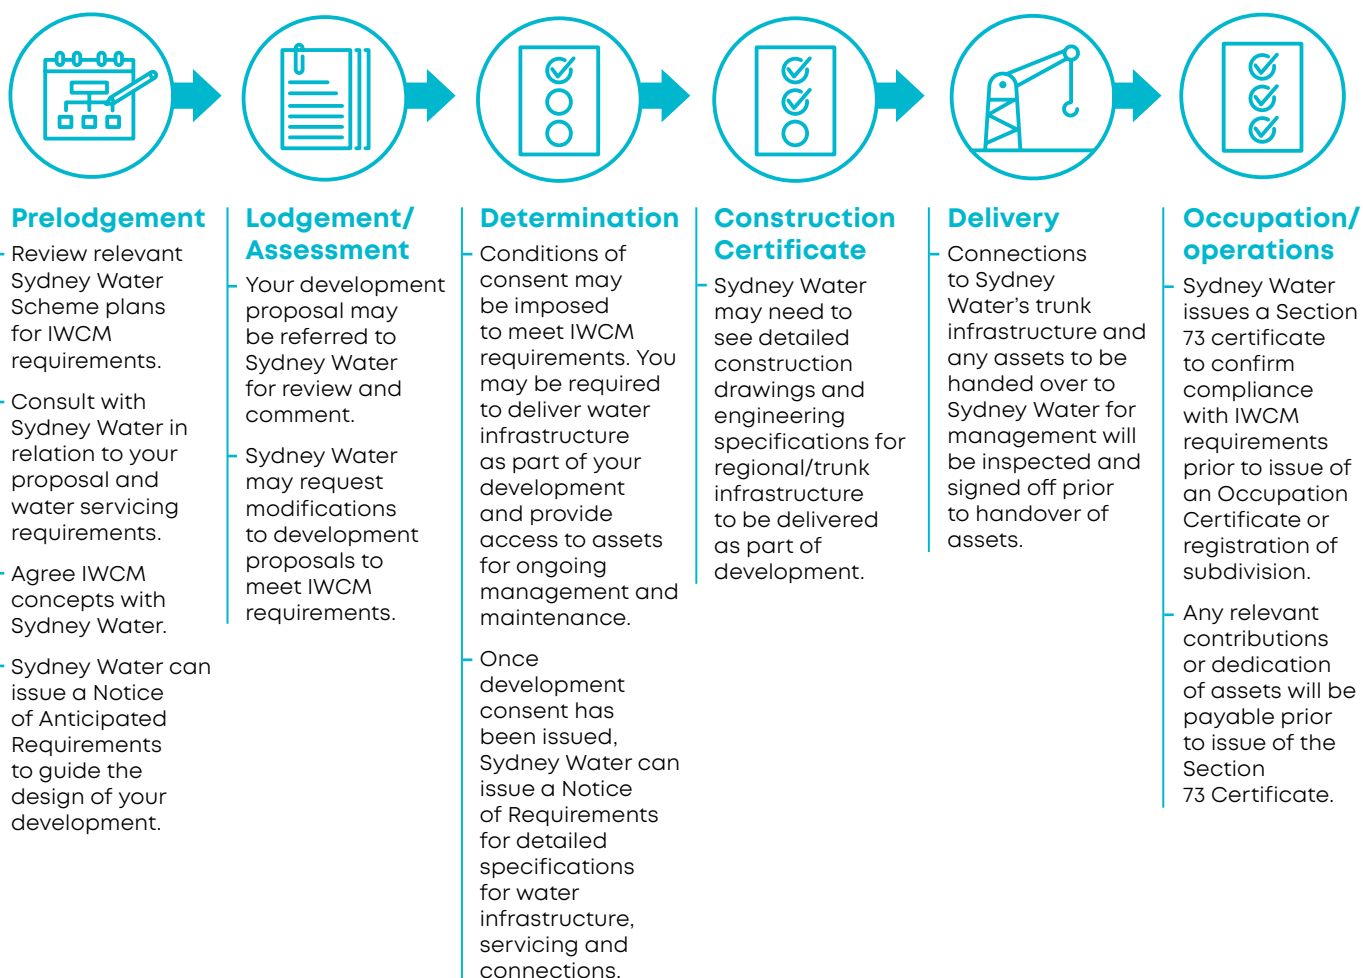 Prelodgement
Review relevant
Sydney Water
Scheme plans
for IWCM
requirements.
Consult with
Sydney Water in
relation to your
proposal and
water servicing
requirements.
Agree IWCM
concepts with
Sydney Water.
Sydney Water can
issue a Notice
of Anticipated
Requirements
to guide the
design of your
development.
Lodgement/
Assessment
Your development
proposal may
be referred to
Sydney Water
for review and
comment.
Sydney Water
may request
modifications
to development
proposals to
meet IWCM
requirements.
Determination
Conditions of
consent may
be imposed
to meet IWCM
requirements. You
may be required
to deliver water
infrastructure
as part of your
development
and provide
access to assets
for ongoing
management and
maintenance.
Once
development
consent has
been issued,
Sydney Water can
issue a Notice
of Requirements
for detailed
specifications
for water
infrastructure,
servicing and
connections.
Construction
Certificate
Sydney Water
may need to
see detailed
construction
drawings and
engineering
specifications for
regional/trunk
infrastructure
to be delivered
as part of
development.
Delivery
Connections
to Sydney
Water's trunk
infrastructure and
any assets to be
handed over to
Sydney Water for
management will
be inspected and
signed off prior
to handover of
assets.
Occupation/
operations
Sydney Water
issues a Section
73 certificate
to confirm
compliance
with IWCM
requirements
prior to issue of
an Occupation
Certificate or
registration of
subdivision.
Any relevant
contributions
or dedication
of assets will be
payable prior
to issue of the
Section
73 Certificate.